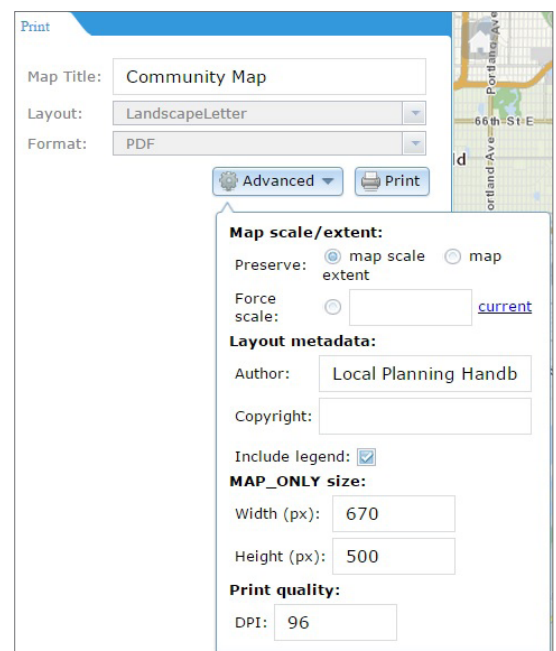 Print
Map Title: Community Map
Layout: LandscapeLetter
Format: PDF
Advanced Print
Map scale/extent:
Preserve: map scale map
extent
Force
scale: current
Layout metadata:
Author: Local Planning Handb
Copyright:
Include legend:
MAP_ONLY size:
Width (px): 670
Height (px): 500
Print quality:
DPI: 96
Portland Ave
66th St E
ld
ortland Ave